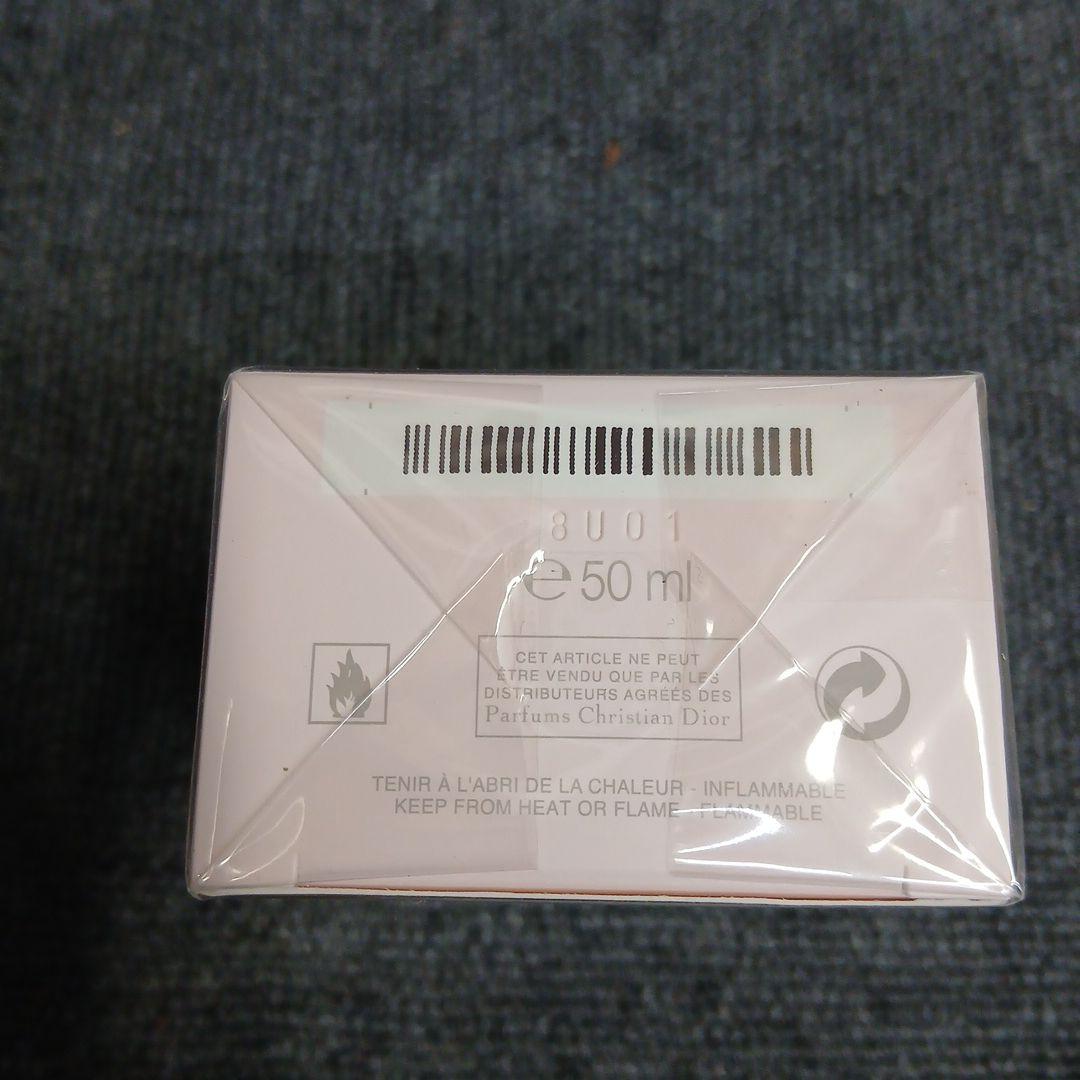 8U01
℮ 50 ml
CET ARTICLE NE PEUT
ÊTRE VENDU QUE PAR LES
DISTRIBUTEURS AGRÉÉS DES
Parfums Christian Dior
TENIR À L'ABRI DE LA CHALEUR - INFLAMMABLE
KEEP FROM HEAT OR FLAME - FLAMMABLE